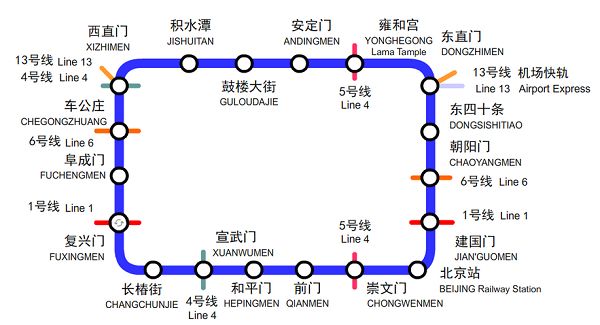 西直门
XIZHIMEN
积水潭
JISHUITAN
安定门
ANDINGMEN
雍和宫
YONGHEGONG
Lama Tample
东直门
DONGZHIMEN
13号线 Line 13
4号线 Line 4
鼓楼大街
GULOUDAJIE
5号线
Line 4
13号线 机场快轨
Line 13 Airport Express
车公庄
CHEGONGZHUANG
6号线 Line 6
东四十条
DONGSISHITIAO
阜成门
FUCHENGMEN
朝阳门
CHAOYANGMEN
6号线 Line 6
1号线 Line 1
1号线 Line 1
复兴门
FUXINGMEN
宣武门
XUANWUMEN
5号线
Line 4
建国门
JIAN'GUOMEN
长椿街
CHANGCHUNJIE
4号线
Line 4
和平门
HEPINGMEN
前门
QIANMEN
崇文门
CHONGWENMEN
北京站
BEIJING Railway Station